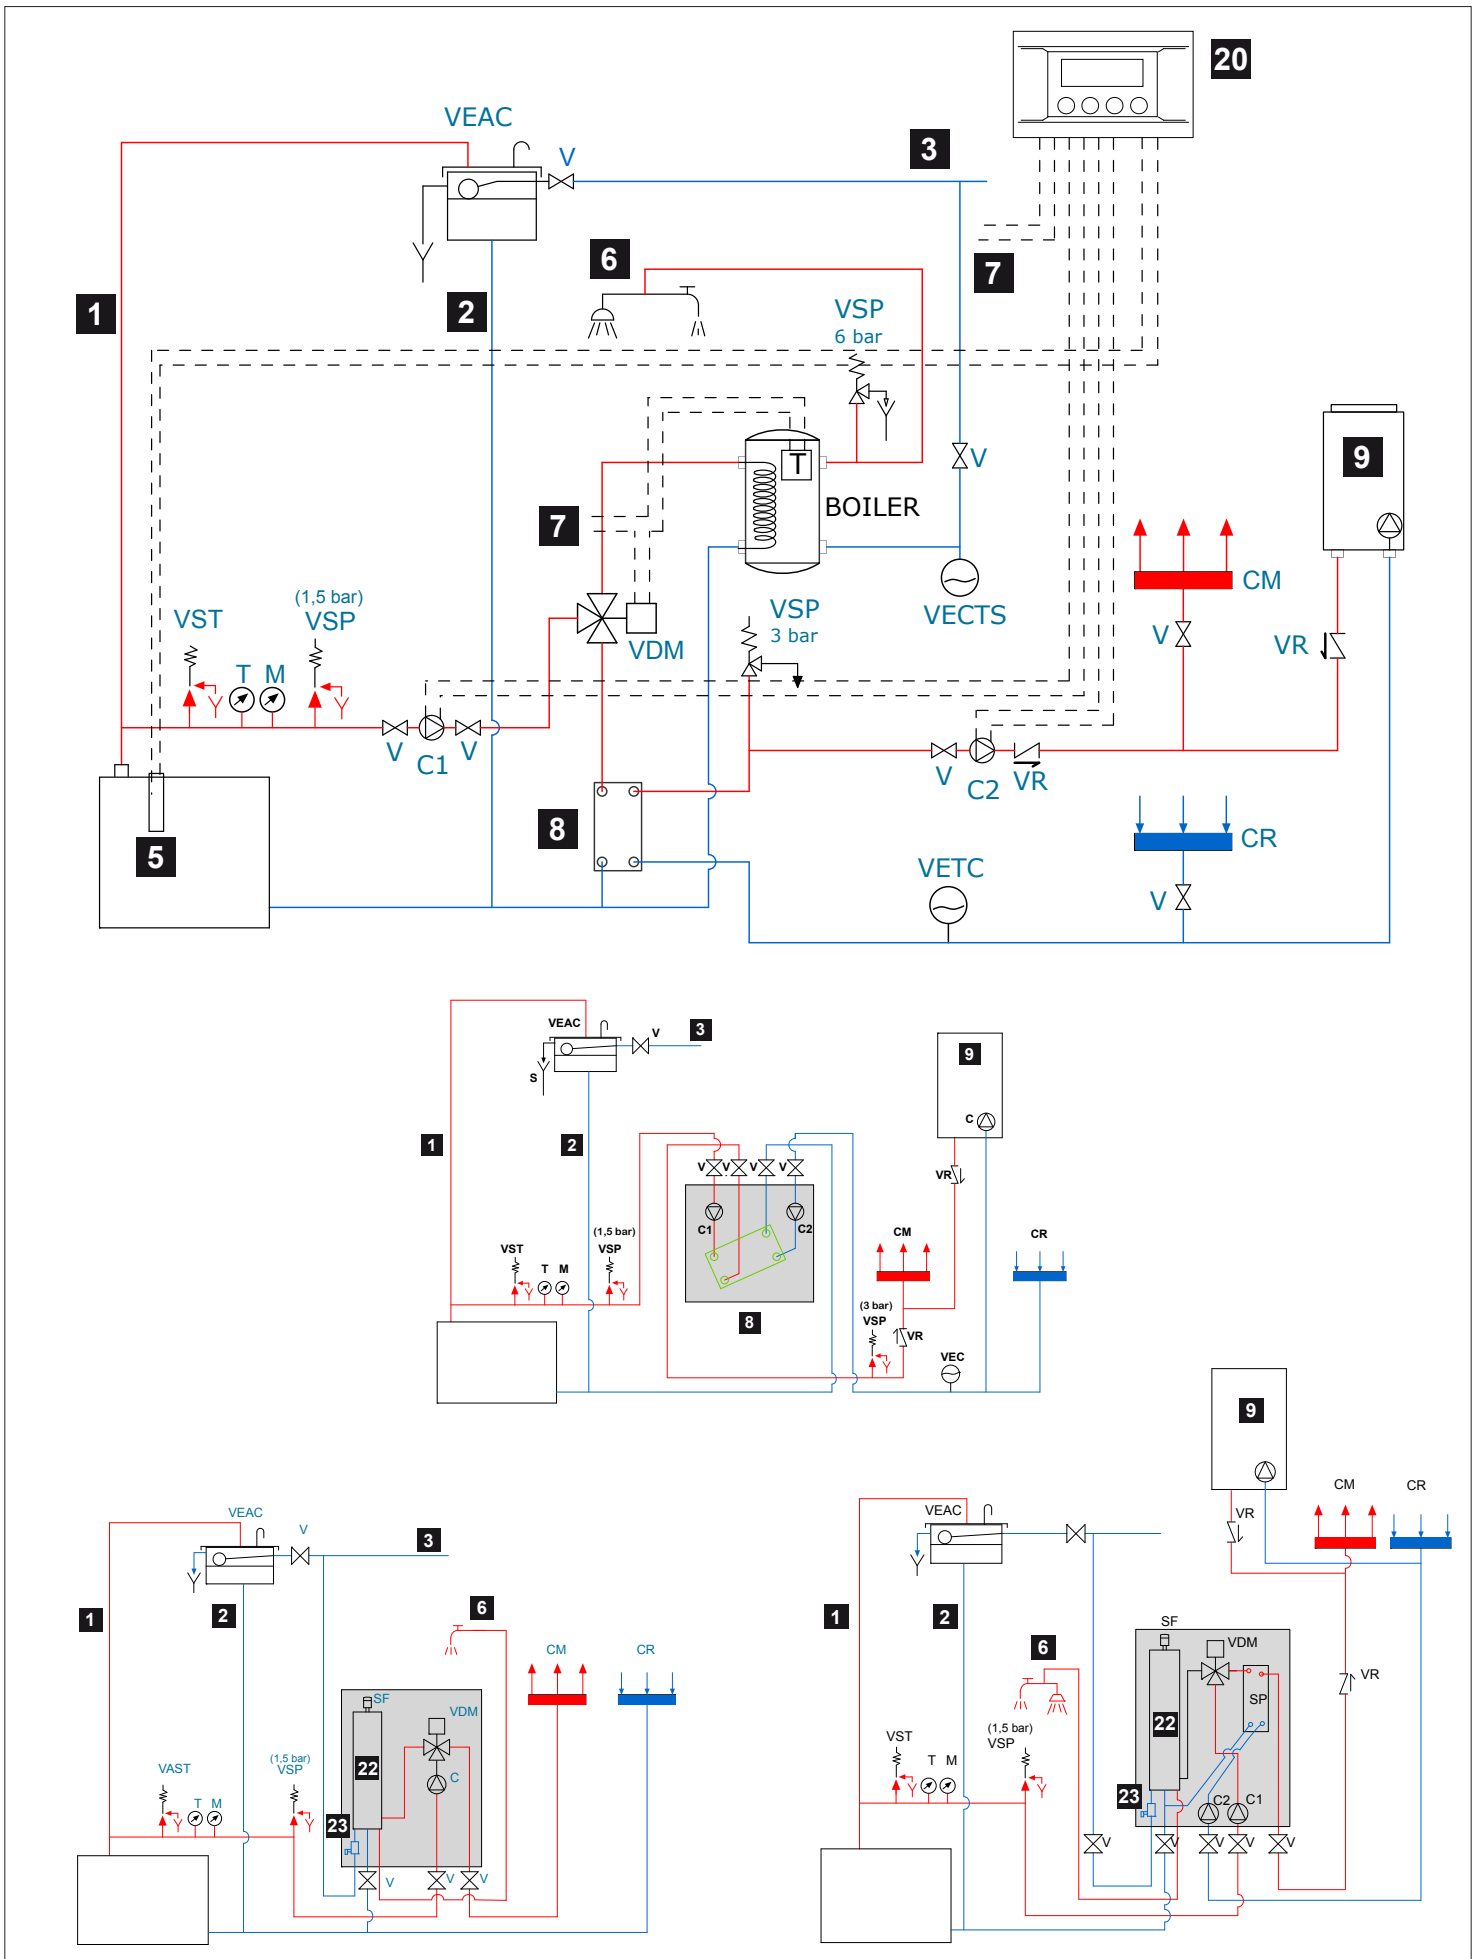 20
VEAC
V
3
6
7
1
2
VSP
6 bar
9
T
V
BOILER
7
CM
(1,5 bar)
VST
VSP
VSP
3 bar
VECTS
V
VR
T
M
VDM
V
C1
V
V
C2
VR
8
5
CR
VETC
V
VEAC
V
3
9
S
C
1
2
V
V
V
V
VR
C1
C2
(1,5 bar)
VST
VSP
CM
CR
T
M
(3 bar)
VSP
8
VR
VEC
9
VEAC
V
3
VEAC
CM
CR
VR
1
2
6
1
2
6
SF
VDM
CM
CR
SF
VDM
VR
SP
22
22
C
VAST
(1,5 bar)
VSP
T
M
VST
(1,5 bar)
VSP
T
M
23
23
C2
C1
V
V
V
V
V
V
V
V